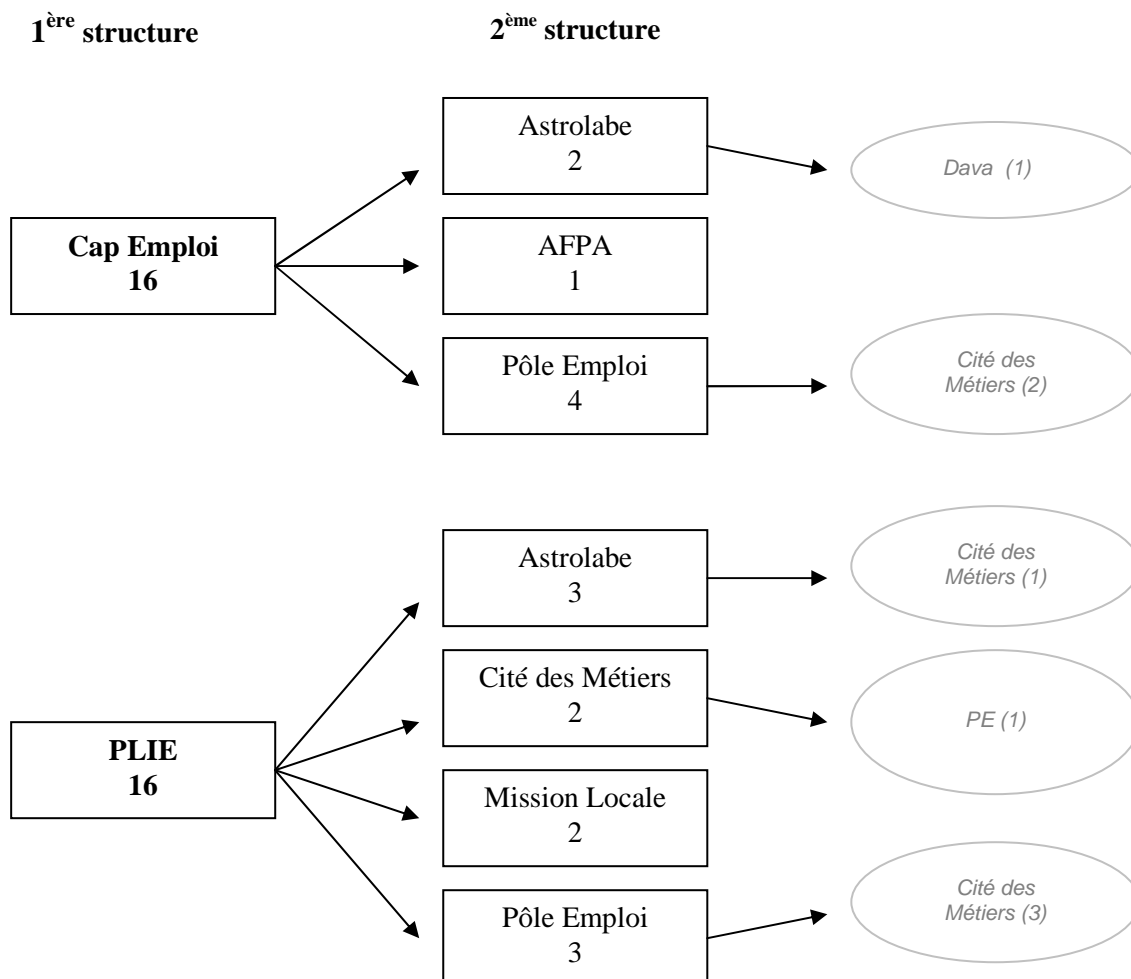 1ère structure
2ème structure
Astrolabe
2
Dava (1)
Cap Emploi
16
AFPA
1
Pôle Emploi
4
Cité des
Métiers (2)
Astrolabe
3
Cité des
Métiers (1)
Cité des Métiers
2
PE (1)
PLIE
16
Mission Locale
2
Pôle Emploi
3
Cité des
Métiers (3)